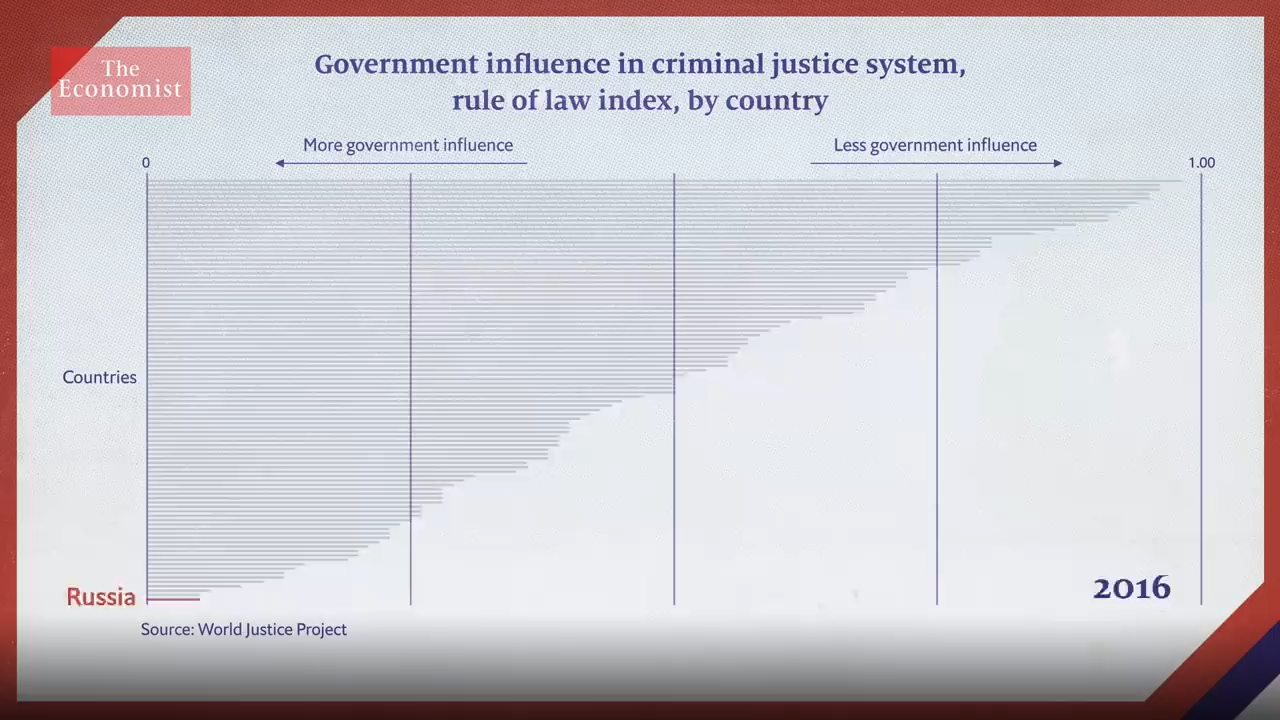 The
Economist
Government influence in criminal justice system,
rule of law index, by country
More government influence
Less government influence
0
1.00
Countries
Russia
2016
Source: World Justice Project